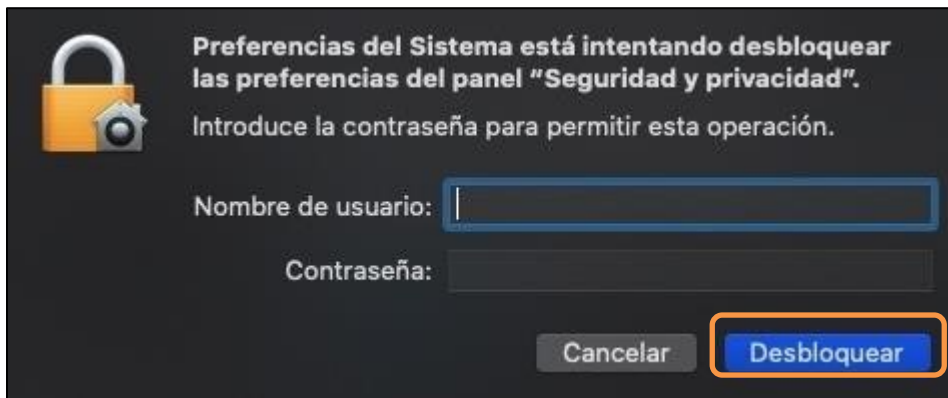 Preferencias del Sistema está intentando desbloquear
las preferencias del panel “Seguridad y privacidad”.
Introduce la contraseña para permitir esta operación.
Nombre de usuario:
Contraseña:
Cancelar Desbloquear